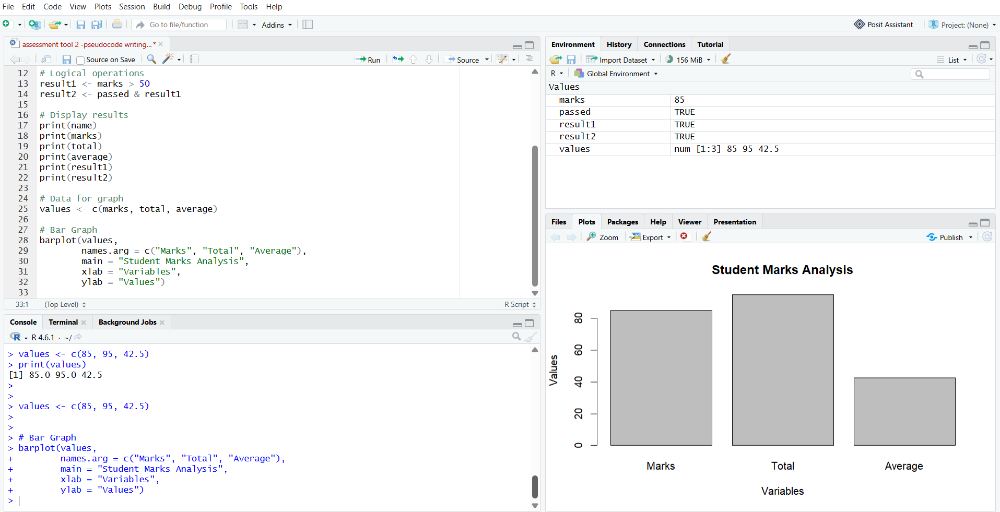 File Edit Code View Plots Session Build Debug Profile Tools Help
Go to file/function Addins Posit Assistant Project: (None)
assessment tool 2 -pseudocode writing...*
Source on Save Run Source
12 # Logical operations
13 result1 <- marks > 50
14 result2 <- passed & result1
15
16 # Display results
17 print(name)
18 print(marks)
19 print(total)
20 print(average)
21 print(result1)
22 print(result2)
23
24 # Data for graph
25 values <- c(marks, total, average)
26
27 # Bar Graph
28 barplot(values,
29         names.arg = c("Marks", "Total", "Average"),
30         main = "Student Marks Analysis",
31         xlab = "Variables",
32         ylab = "Values")
33
33:1 (Top Level) R Script
Console Terminal Background Jobs
R 4.6.1 · ~/
> values <- c(85, 95, 42.5)
> print(values)
[1] 85.0 95.0 42.5
>
>
> values <- c(85, 95, 42.5)
>
>
> # Bar Graph
> barplot(values,
+         names.arg = c("Marks", "Total", "Average"),
+         main = "Student Marks Analysis",
+         xlab = "Variables",
+         ylab = "Values")
>
Environment History Connections Tutorial
Import Dataset 156 MiB List
R Global Environment
Values
marks 85
passed TRUE
result1 TRUE
result2 TRUE
values num [1:3] 85 95 42.5
Files Plots Packages Help Viewer Presentation
Zoom Export Publish
Student Marks Analysis
Values
80
60
40
20
0
Marks Total Average
Variables